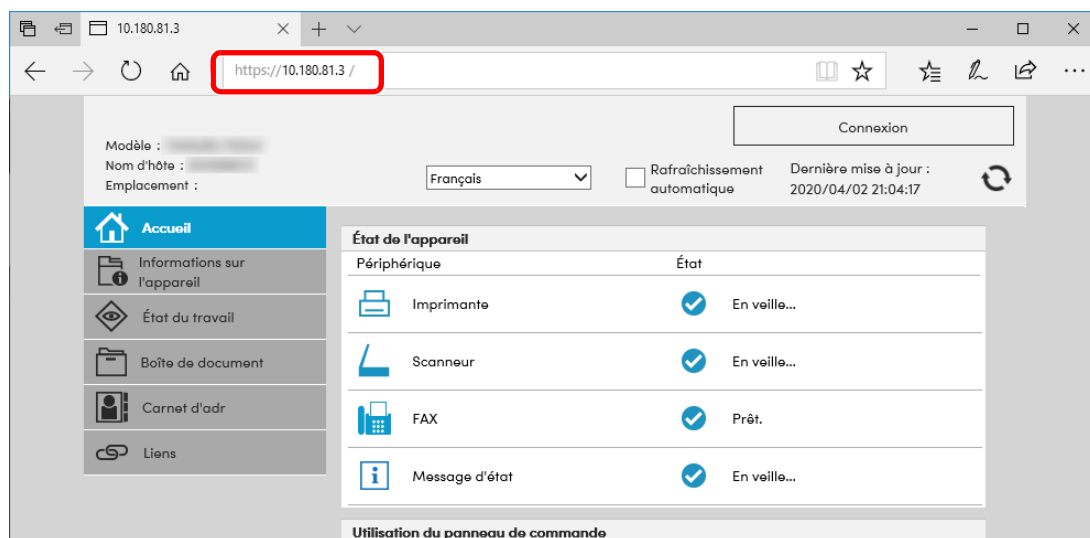 10.180.81.3
https://10.180.81.3 /
Connexion
Modèle :
Nom d'hôte :
Emplacement :
Français
Rafraîchissement
automatique
Dernière mise à jour :
2020/04/02 21:04:17
Accueil
Informations sur
l'appareil
État du travail
Boîte de document
Carnet d'adr
Liens
État de l'appareil
Périphérique État
Imprimante En veille...
Scanneur En veille...
FAX Prêt.
Message d'état En veille...
Utilisation du panneau de commande